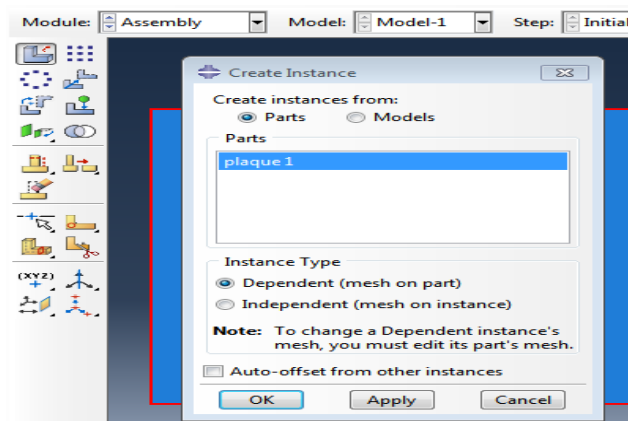 Module: Assembly Model: Model-1 Step: Initial
Create Instance
Create instances from:
Parts Models
Parts
plaque 1
Instance Type
Dependent (mesh on part)
Independent (mesh on instance)
Note: To change a Dependent instance's
mesh, you must edit its part's mesh.
Auto-offset from other instances
OK Apply Cancel
(XYZ)